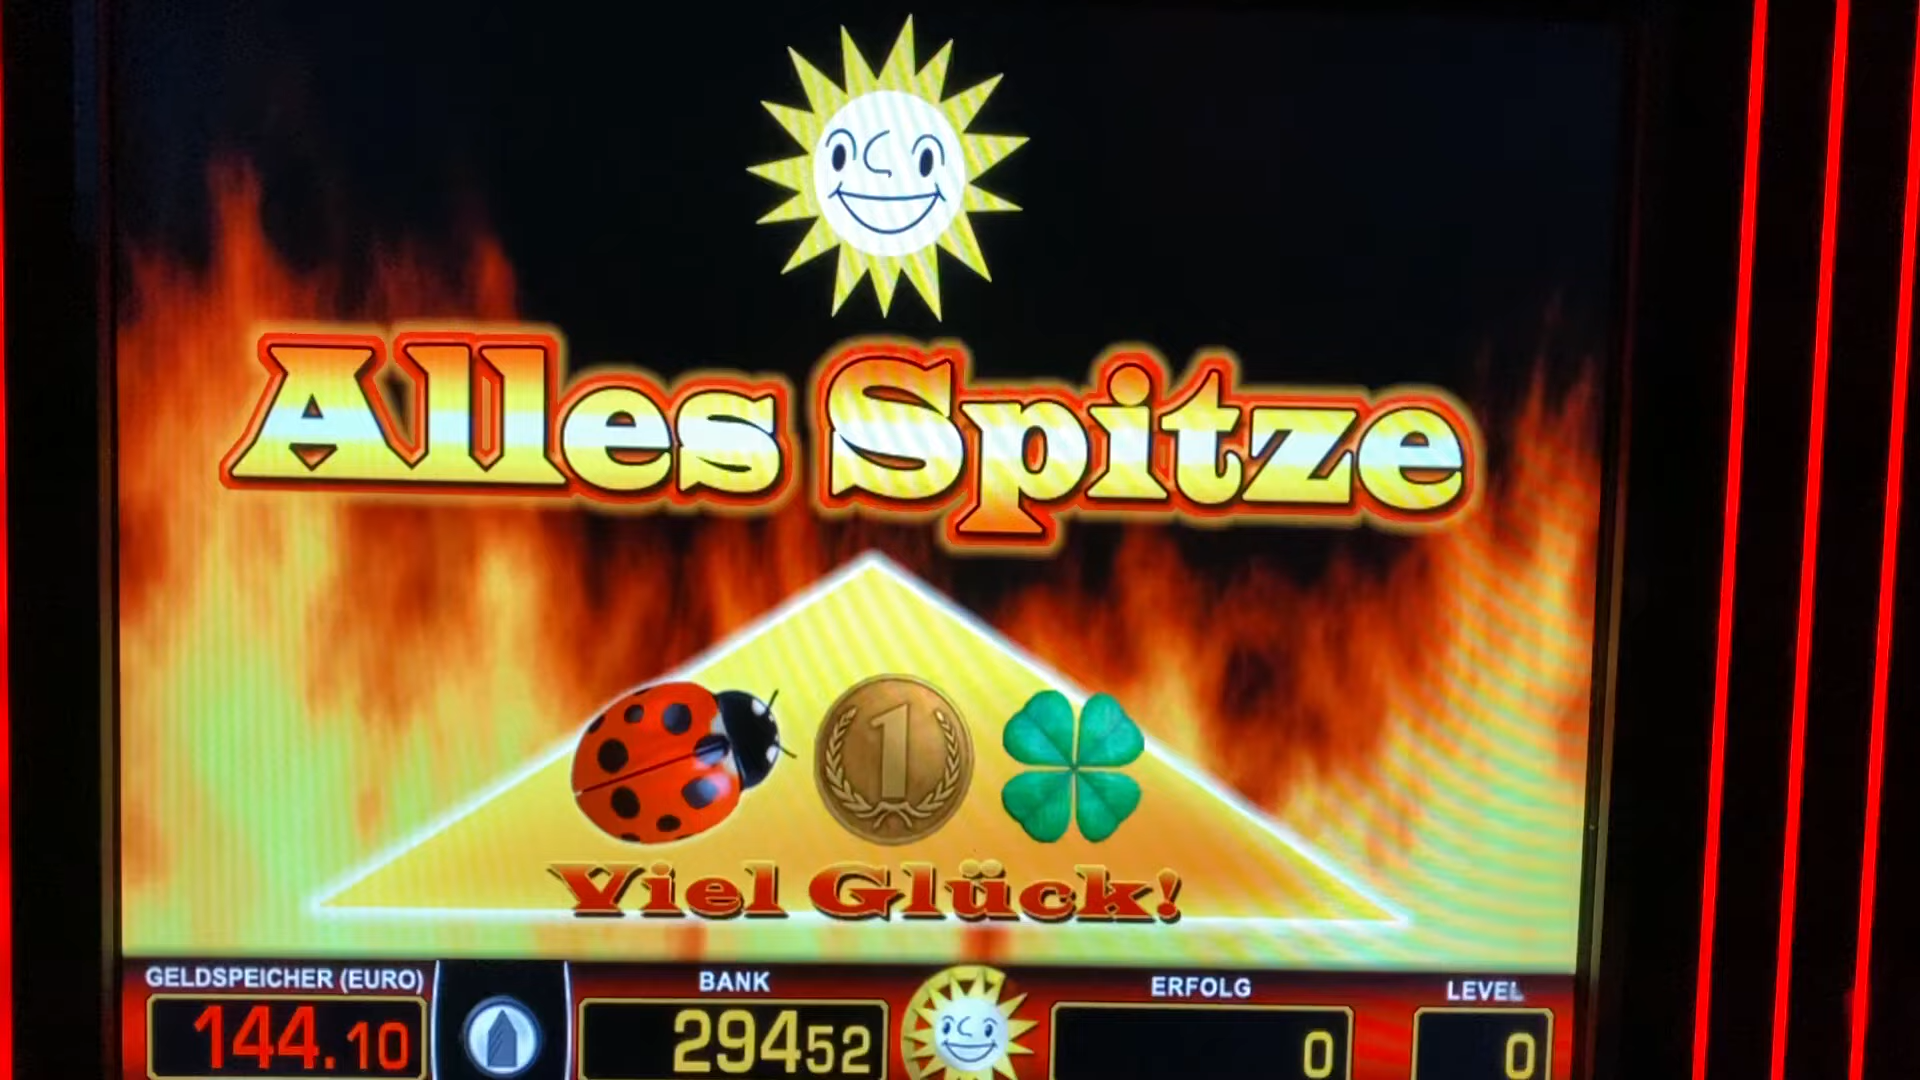 Alles Spitze
1
Viel Glück!
GELDSPEICHER (EURO) BANK ERFOLG LEVEL
144.10 29452 0 0